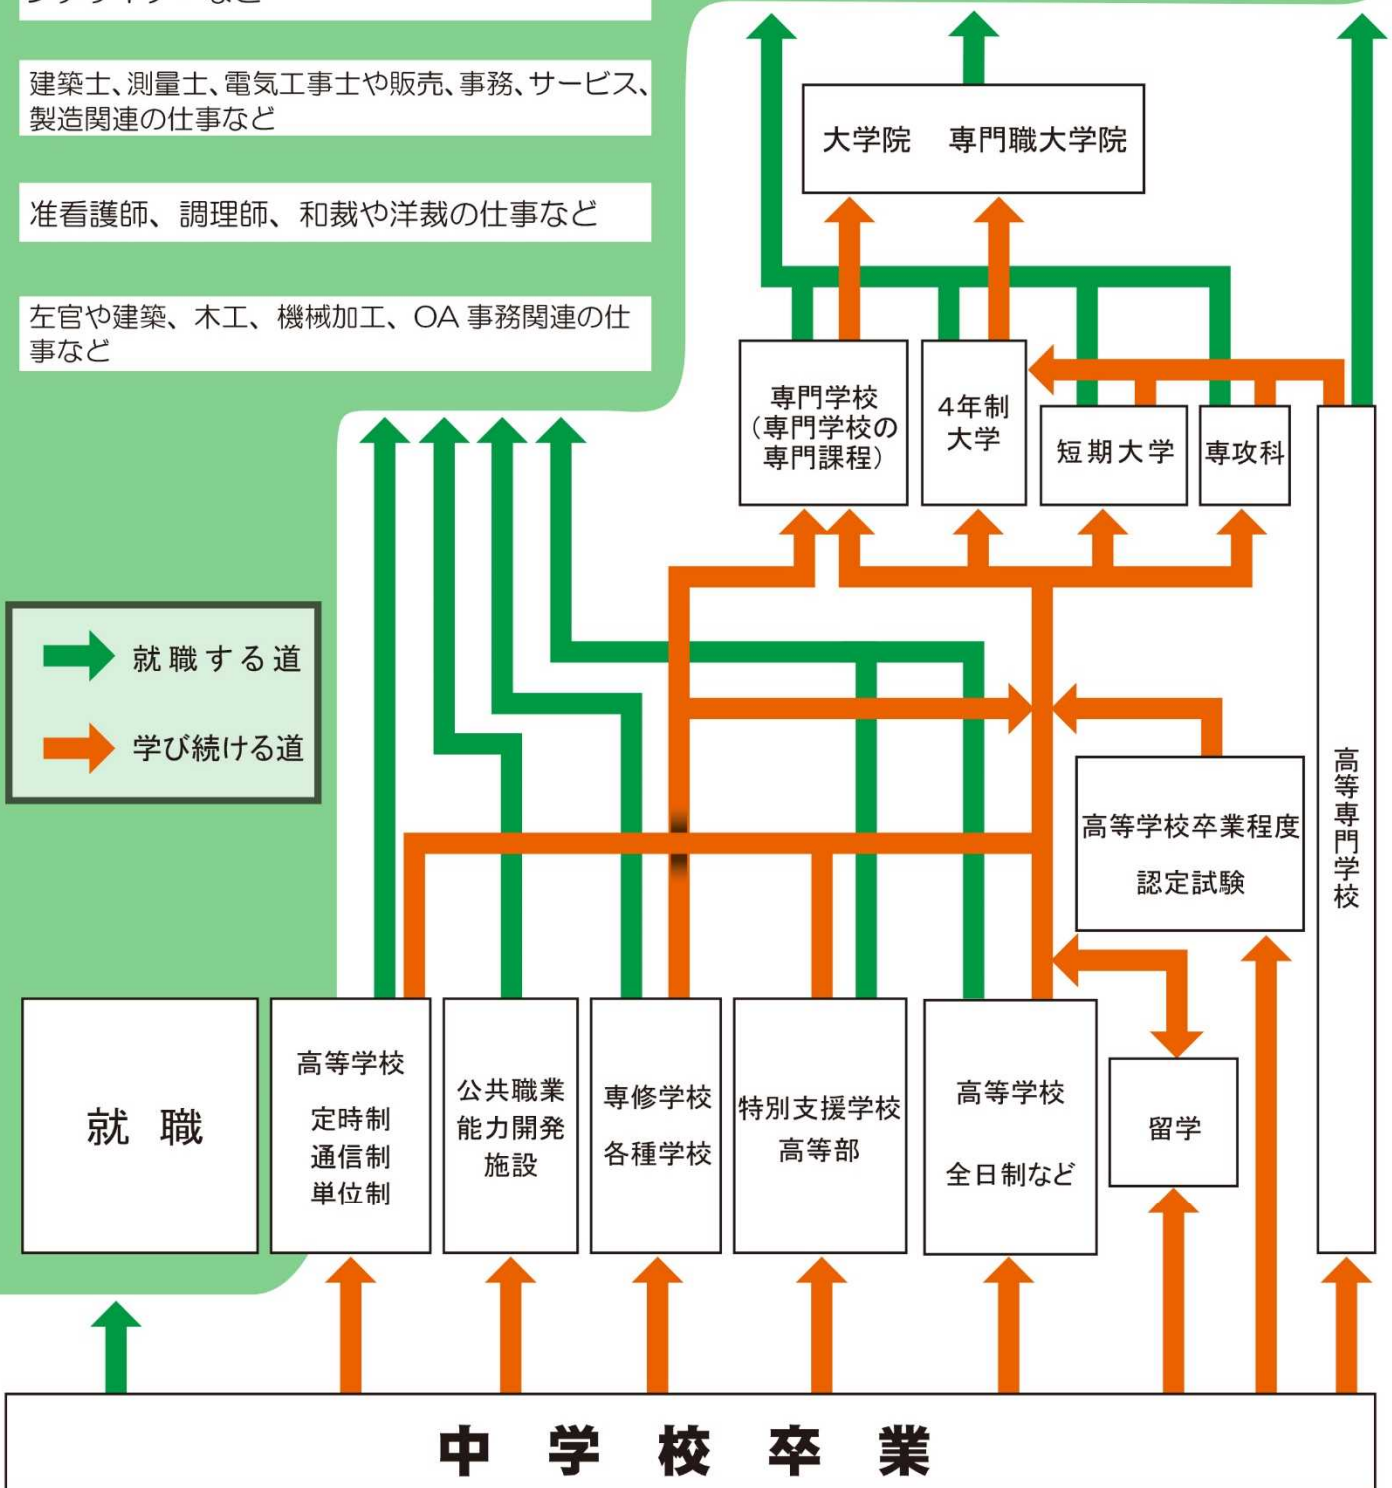 建築士、測量士、電気工事士や販売、事務、サービス、
製造関連の仕事など
准看護師、調理師、和裁や洋裁の仕事など
左官や建築、木工、機械加工、OA 事務関連の仕
事など
大学院 専門職大学院
専門学校
（専門学校の
専門課程）
4年制
大学
短期大学
専攻科
就職する道
学び続ける道
高等学校卒業程度
認定試験
高等専門学校
就職
高等学校
定時制
通信制
単位制
公共職業
能力開発
施設
専修学校
各種学校
特別支援学校
高等部
高等学校
全日制など
留学
中学校卒業